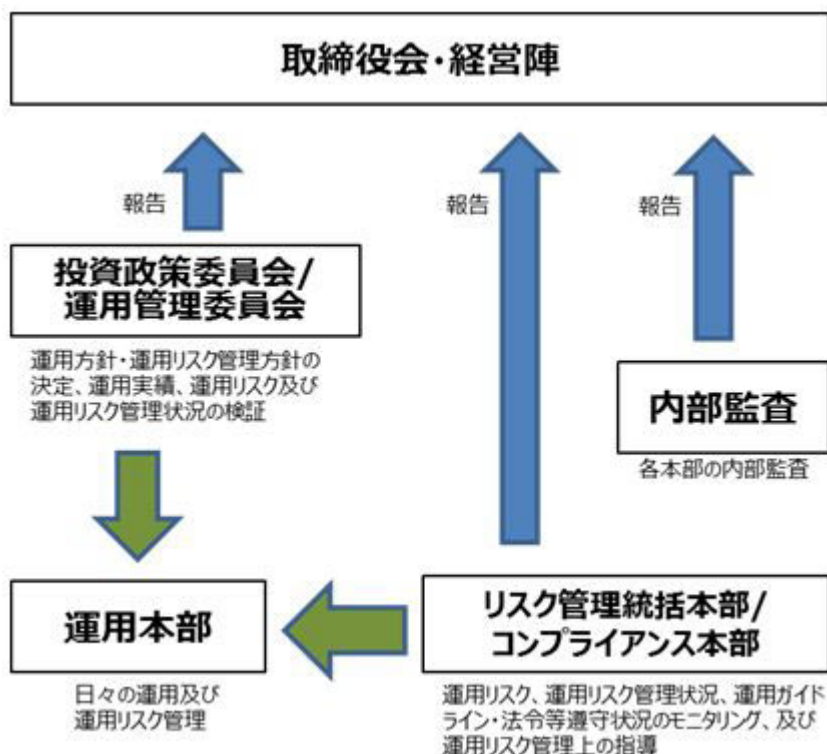 取締役会・経営陣
報告
報告
報告
投資政策委員会/
運用管理委員会
運用方針・運用リスク管理方針の
決定、運用実績、運用リスク及び
運用リスク管理状況の検証
内部監査
各本部の内部監査
運用本部
日々の運用及び
運用リスク管理
リスク管理統括本部/
コンプライアンス本部
運用リスク、運用リスク管理状況、運用ガイド
ライン・法令等遵守状況のモニタリング、及び
運用リスク管理上の指導